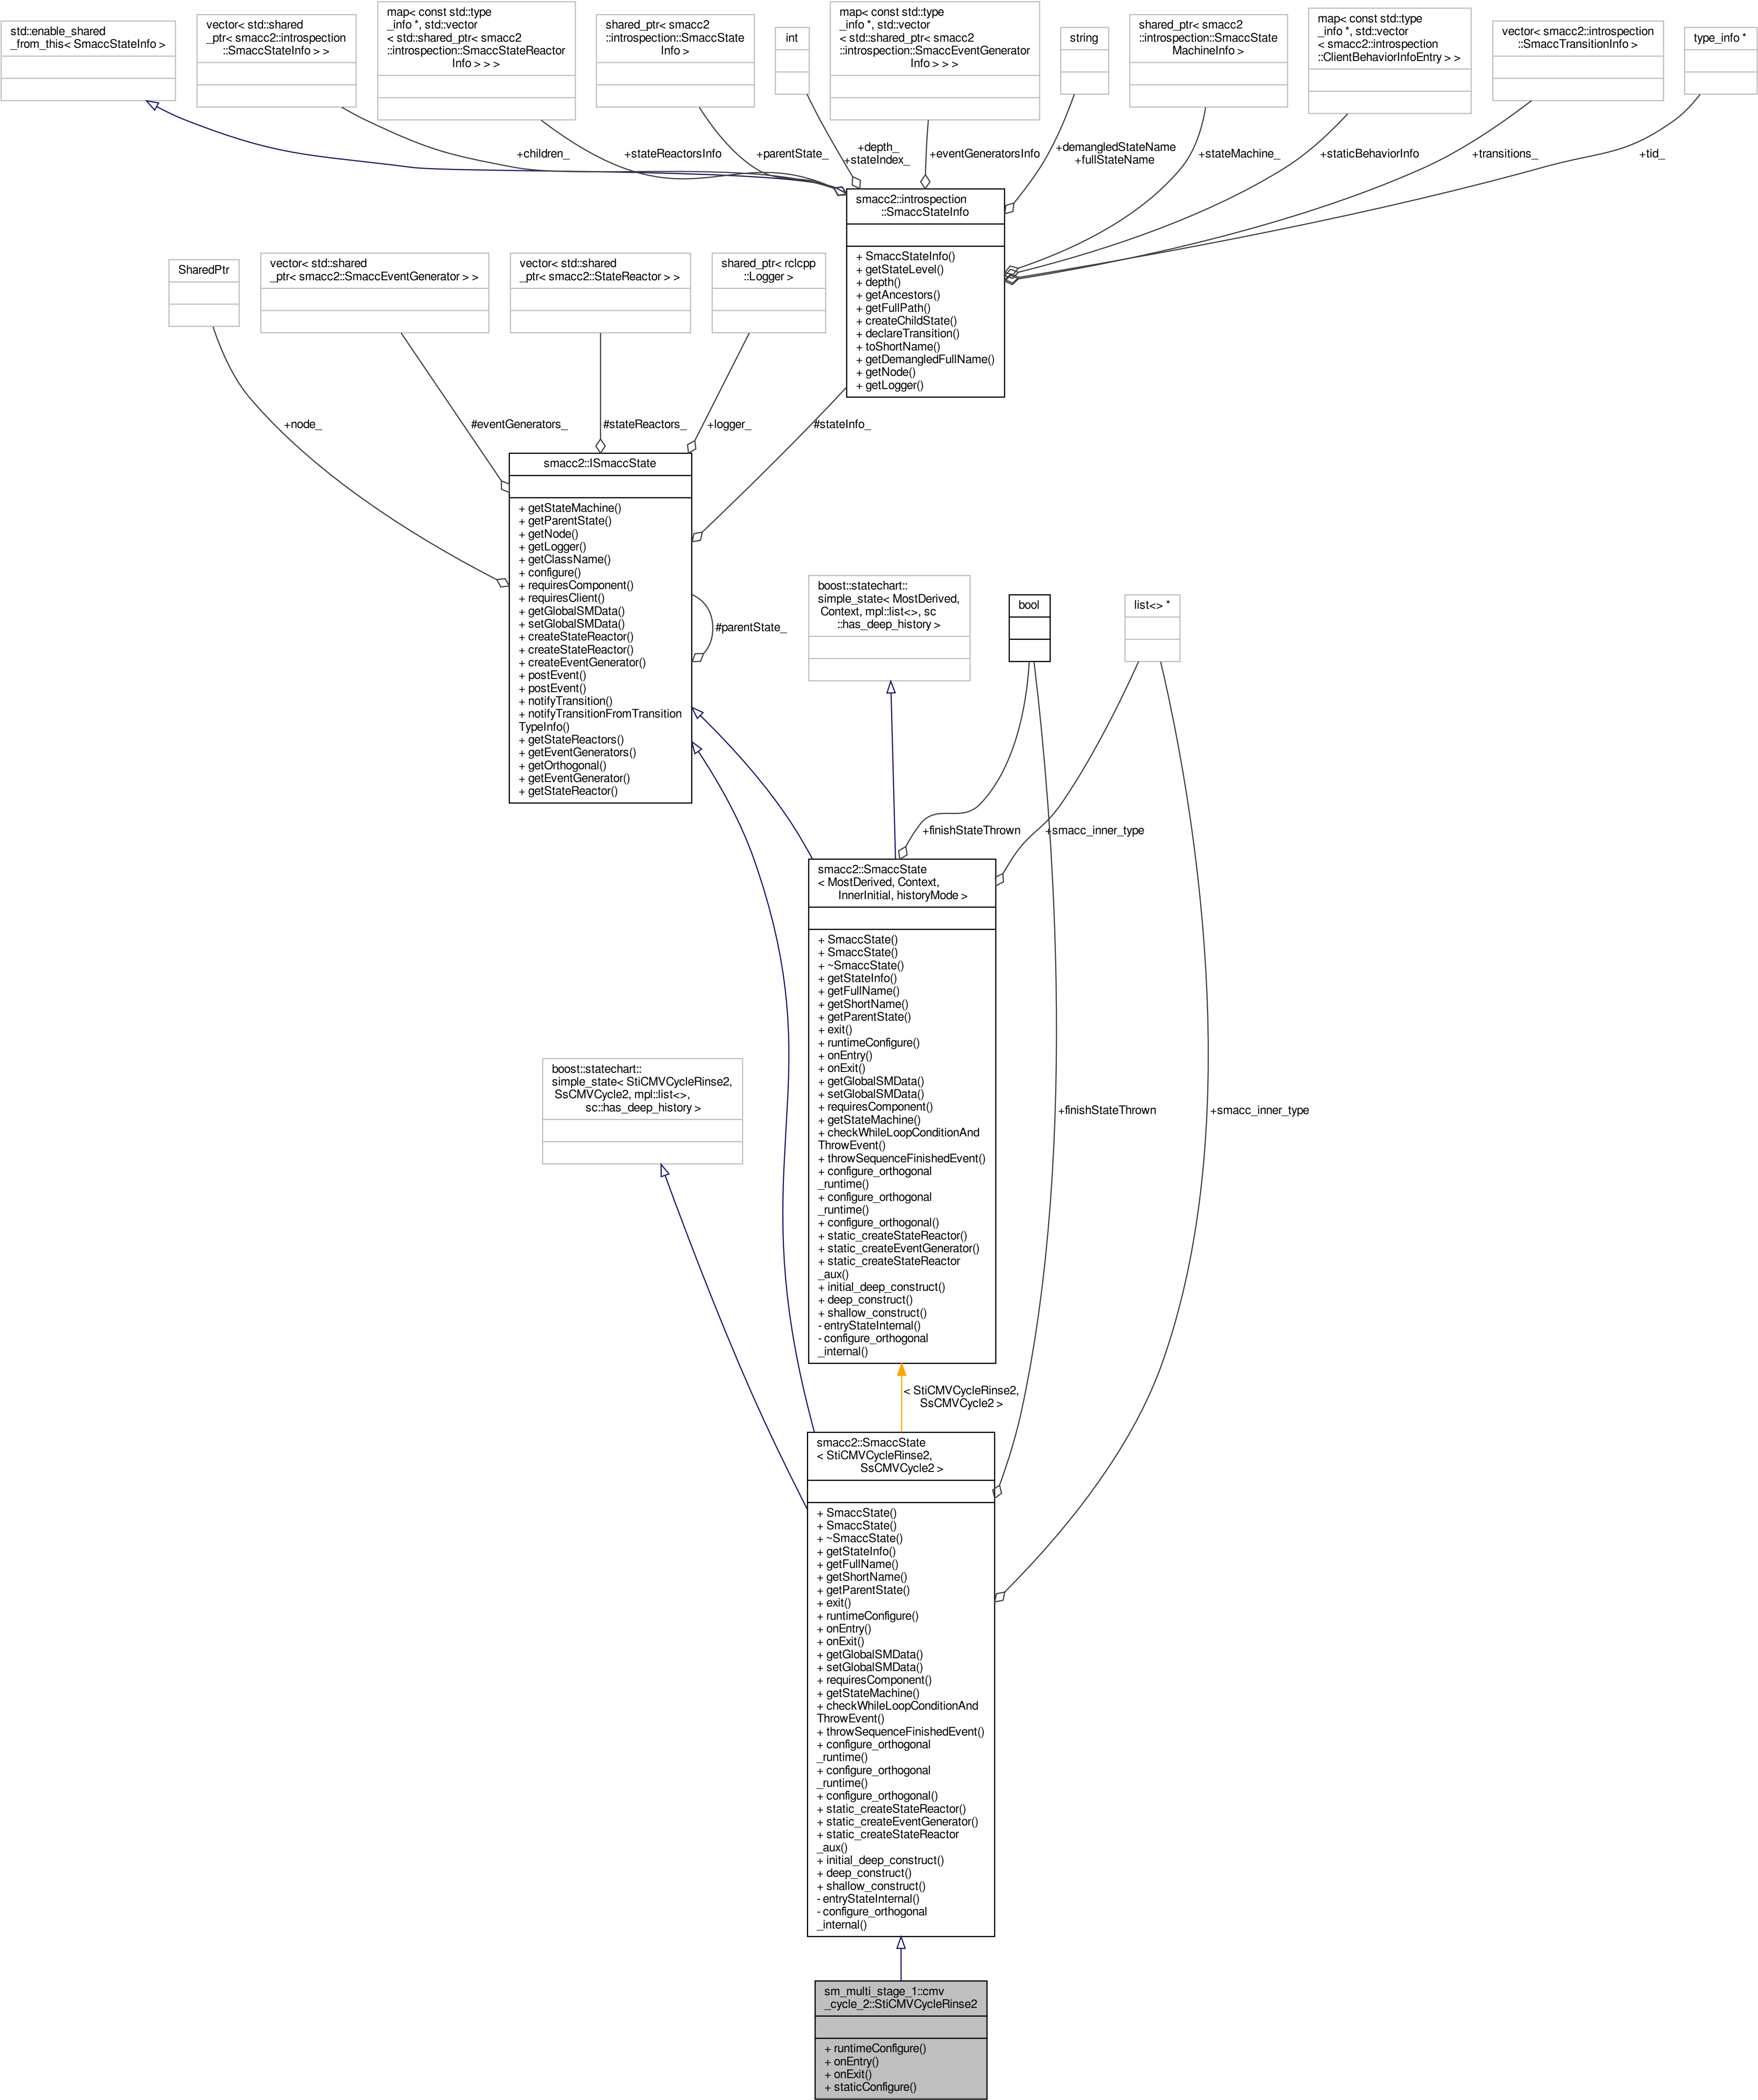 std::enable_shared
_from_this< SmaccStateInfo >
vector< std::shared
_ptr< smacc2::introspection
::SmaccStateInfo > >
map< const std::type
_info *, std::vector
< std::shared_ptr< smacc2
::introspection::SmaccStateReactor
Info > > >
shared_ptr< smacc2
::introspection::SmaccState
Info >
int
map< const std::type
_info *, std::vector
< std::shared_ptr< smacc2
::introspection::SmaccEventGenerator
Info > > >
string
shared_ptr< smacc2
::introspection::SmaccState
MachineInfo >
map< const std::type
_info *, std::vector
< smacc2::introspection
::ClientBehaviorInfoEntry > >
vector< smacc2::introspection
::SmaccTransitionInfo >
type_info *
+children_
+stateReactorsInfo
+parentState_
+depth_
+stateIndex_
+eventGeneratorsInfo
+demangledStateName
+fullStateName
+stateMachine_
+staticBehaviorInfo
+transitions_
+tid_
smacc2::introspection
::SmaccStateInfo
+ SmaccStateInfo()
+ getStateLevel()
+ depth()
+ getAncestors()
+ getFullPath()
+ createChildState()
+ declareTransition()
+ toShortName()
+ getDemangledFullName()
+ getNode()
+ getLogger()
SharedPtr
vector< std::shared
_ptr< smacc2::SmaccEventGenerator > >
vector< std::shared
_ptr< smacc2::StateReactor > >
shared_ptr< rclcpp
::Logger >
+node_
#eventGenerators_
#stateReactors_
+logger_
#stateInfo_
smacc2::ISmaccState
+ getStateMachine()
+ getParentState()
+ getNode()
+ getLogger()
+ getClassName()
+ configure()
+ requiresComponent()
+ requiresClient()
+ getGlobalSMData()
+ setGlobalSMData()
+ createStateReactor()
+ createStateReactor()
+ createEventGenerator()
+ postEvent()
+ postEvent()
+ notifyTransition()
+ notifyTransitionFromTransition
TypeInfo()
+ getStateReactors()
+ getEventGenerators()
+ getOrthogonal()
+ getEventGenerator()
+ getStateReactor()
#parentState_
boost::statechart::
simple_state< MostDerived,
Context, mpl::list<>, sc
::has_deep_history >
bool
list<> *
+finishStateThrown
+smacc_inner_type
smacc2::SmaccState
< MostDerived, Context,
InnerInitial, historyMode >
+ SmaccState()
+ SmaccState()
+ ~SmaccState()
+ getStateInfo()
+ getFullName()
+ getShortName()
+ getParentState()
+ exit()
+ runtimeConfigure()
+ onEntry()
+ onExit()
+ getGlobalSMData()
+ setGlobalSMData()
+ requiresComponent()
+ getStateMachine()
+ checkWhileLoopConditionAnd
ThrowEvent()
+ throwSequenceFinishedEvent()
+ configure_orthogonal
_runtime()
+ configure_orthogonal
_runtime()
+ configure_orthogonal()
+ static_createStateReactor()
+ static_createEventGenerator()
+ static_createStateReactor
_aux()
+ initial_deep_construct()
+ deep_construct()
+ shallow_construct()
- entryStateInternal()
- configure_orthogonal
_internal()
boost::statechart::
simple_state< StiCMVCycleRinse2,
SsCMVCycle2, mpl::list<>,
sc::has_deep_history >
+finishStateThrown
+smacc_inner_type
< StiCMVCycleRinse2,
SsCMVCycle2 >
smacc2::SmaccState
< StiCMVCycleRinse2,
SsCMVCycle2 >
+ SmaccState()
+ SmaccState()
+ ~SmaccState()
+ getStateInfo()
+ getFullName()
+ getShortName()
+ getParentState()
+ exit()
+ runtimeConfigure()
+ onEntry()
+ onExit()
+ getGlobalSMData()
+ setGlobalSMData()
+ requiresComponent()
+ getStateMachine()
+ checkWhileLoopConditionAnd
ThrowEvent()
+ throwSequenceFinishedEvent()
+ configure_orthogonal
_runtime()
+ configure_orthogonal
_runtime()
+ configure_orthogonal()
+ static_createStateReactor()
+ static_createEventGenerator()
+ static_createStateReactor
_aux()
+ initial_deep_construct()
+ deep_construct()
+ shallow_construct()
- entryStateInternal()
- configure_orthogonal
_internal()
sm_multi_stage_1::cmv
_cycle_2::StiCMVCycleRinse2
+ runtimeConfigure()
+ onEntry()
+ onExit()
+ staticConfigure()